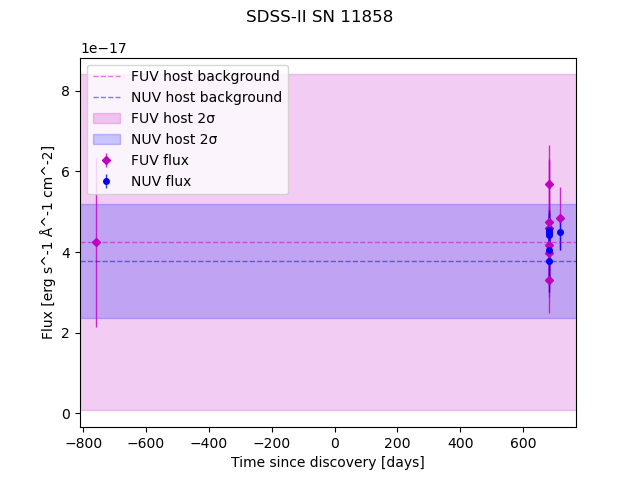 SDSS-II SN 11858
1e−17
FUV host background
NUV host background
FUV host 2σ
NUV host 2σ
FUV flux
NUV flux
8
6
4
2
0
Flux [erg s^-1 Å^-1 cm^-2]
−800 −600 −400 −200 0 200 400 600
Time since discovery [days]